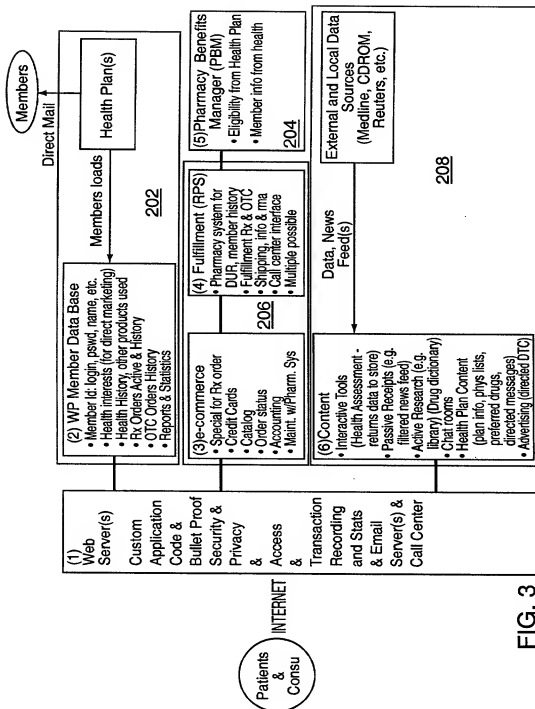 Patients
&
Consu
INTERNET
(1)
Web
Server(s)
Custom
Application
Code &
Bullet Proof
Security &
Privacy
&
Access
&
Transaction
Recording
and Stats
& Email
Server(s) &
Call Center
(2) WP Member Data Base
• Member Id: login, pswd, name, etc.
• Health interests (for direct marketing)
• Health History, other products used
• Rx Orders Active & History
• OTC Orders History
• Reports & Statistics
Members loads
202
Health Plan(s)
Direct Mail
Members
(3)e-commerce
• Special for Rx order
• Credit Cards
• Catalog
• Order status
• Accounting
• Maint. w/Pharm. Sys
206
(4) Fulfillment (RPS)
• Pharmacy system for
DUR, member history
• Fulfillment Rx & OTC
• Shipping, info & rma
• Call center interface
• Multiple possible
(5)Pharmacy Benefits
Manager (PBM)
• Eligibility from Health Plan
• Member info from health
204
(6)Content
• Interactive Tools
(Health Assessment -
returns data to store)
• Passive Receipts (e.g.
filtered news feed)
• Active Research (e.g.
library) (Drug dictionary)
• Chat rooms
• Health Plan Content
(plan info, phys lists,
preferred drugs,
directed messages)
• Advertising (directed DTC)
Data, News
Feed(s)
External and Local Data
Sources
(Medline, CDROM,
Reuters, etc.)
208
FIG. 3